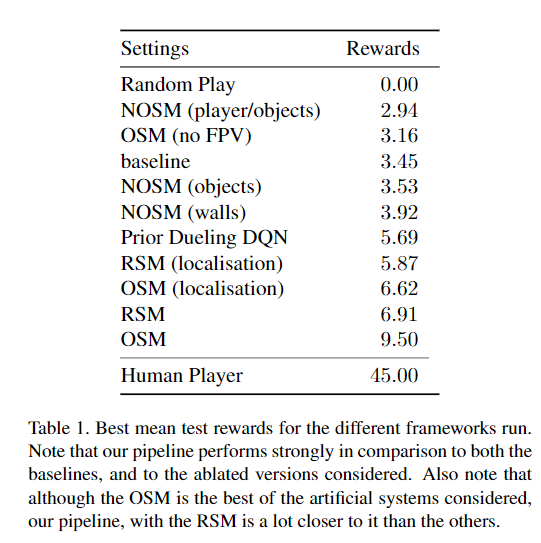 Settings Rewards
Random Play 0.00
NOSM (player/objects) 2.94
OSM (no FPV) 3.16
baseline 3.45
NOSM (objects) 3.53
NOSM (walls) 3.92
Prior Dueling DQN 5.69
RSM (localisation) 5.87
OSM (localisation) 6.62
RSM 6.91
OSM 9.50
Human Player 45.00
Table 1. Best mean test rewards for the different frameworks run.
Note that our pipeline performs strongly in comparison to both the
baselines, and to the ablated versions considered. Also note that
although the OSM is the best of the artificial systems considered,
our pipeline, with the RSM is a lot closer to it than the others.